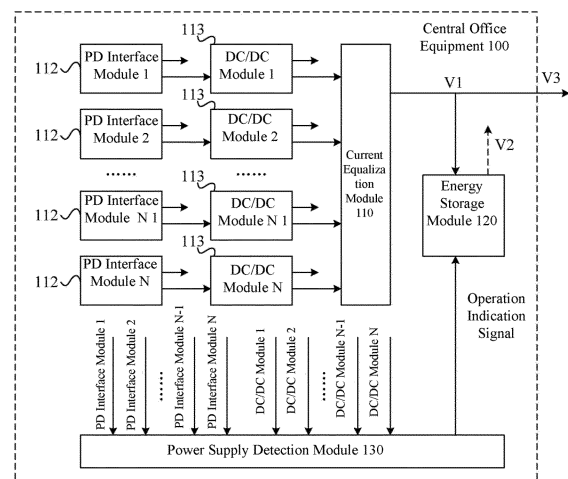 Central Office
Equipment 100
113
112
PD Interface
Module 1
DC/DC
Module 1
V1
V3
113
112
PD Interface
Module 2
DC/DC
Module 2
V2
......
......
Current
Equaliza
tion
Module
110
Energy
Storage
Module 120
113
112
PD Interface
Module N 1
DC/DC
Module N 1
113
112
PD Interface
Module N
DC/DC
Module N
Operation
Indication
Signal
PD Interface Module 1
PD Interface Module 2
......
PD Interface Module N-1
PD Interface Module N
......
DC/DC Module 1
DC/DC Module 2
......
DC/DC Module N-1
DC/DC Module N
Power Supply Detection Module 130